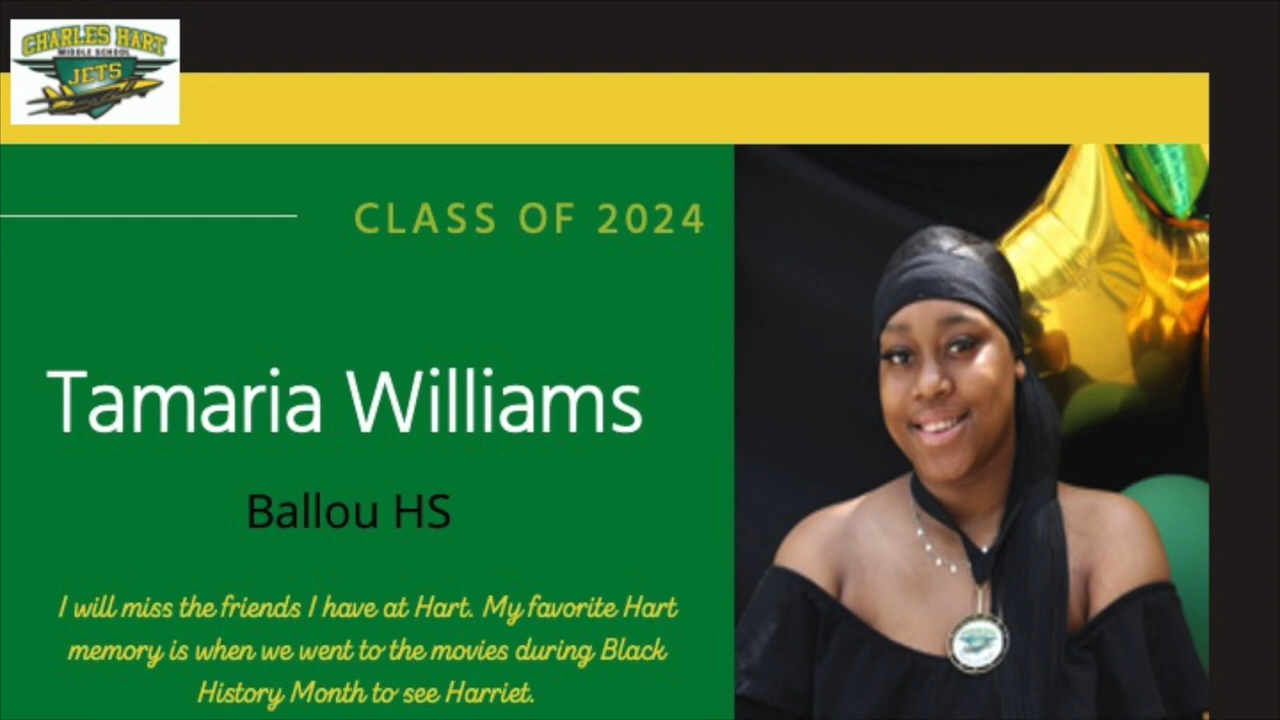 CHARLES HART
MIDDLE SCHOOL
JETS
CLASS OF 2024
Tamaria Williams
Ballou HS
I will miss the friends I have at Hart. My favorite Hart
memory is when we went to the movies during Black
History Month to see Harriet.